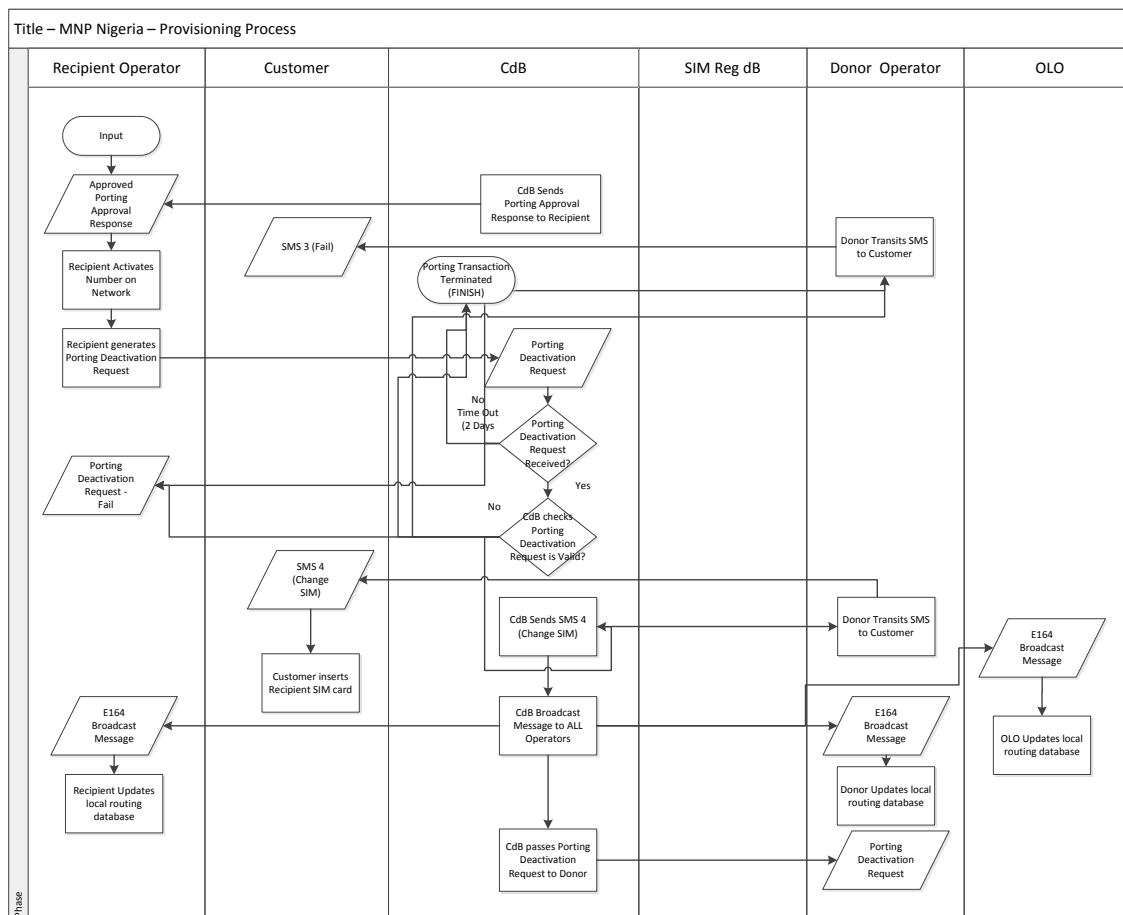 Title – MNP Nigeria – Provisioning Process
Phase
Recipient Operator
Customer
CdB
SIM Reg dB
Donor Operator
OLO
Input
Approved
Porting
Approval
Response
CdB Sends
Porting Approval
Response to Recipient
SMS 3 (Fail)
Donor Transits SMS
to Customer
Recipient Activates
Number on
Network
Porting Transaction
Terminated
(FINISH)
Recipient generates
Porting Deactivation
Request
Porting
Deactivation
Request
No
Time Out
(2 Days
Porting
Deactivation
Request
Received?
Yes
Porting
Deactivation
Request -
Fail
No
CdB checks
Porting
Deactivation
Request is Valid?
SMS 4
(Change
SIM)
CdB Sends SMS 4
(Change SIM)
Donor Transits SMS
to Customer
E164
Broadcast
Message
Customer inserts
Recipient SIM card
E164
Broadcast
Message
CdB Broadcast
Message to ALL
Operators
E164
Broadcast
Message
OLO Updates local
routing database
Recipient Updates
local routing
database
Donor Updates local
routing database
CdB passes Porting
Deactivation
Request to Donor
Porting
Deactivation
Request